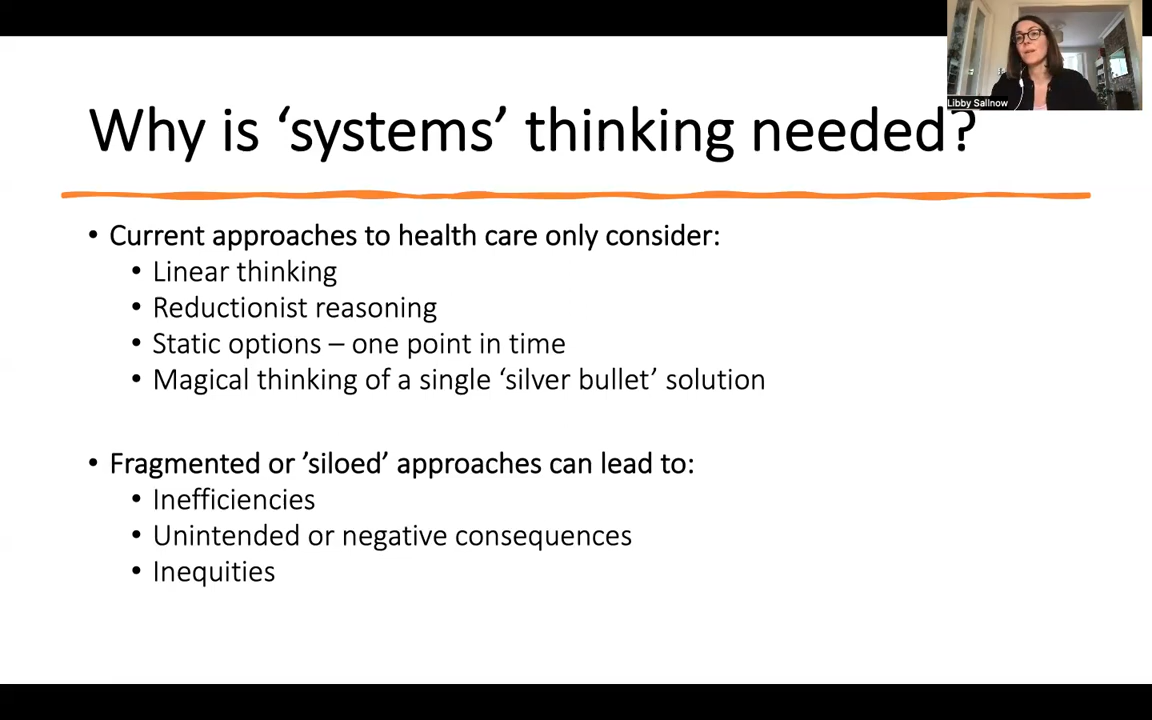 Libby Sallnow
Why is ‘systems’ thinking needed?
• Current approaches to health care only consider:
• Linear thinking
• Reductionist reasoning
• Static options – one point in time
• Magical thinking of a single ‘silver bullet’ solution
• Fragmented or ’siloed’ approaches can lead to:
• Inefficiencies
• Unintended or negative consequences
• Inequities